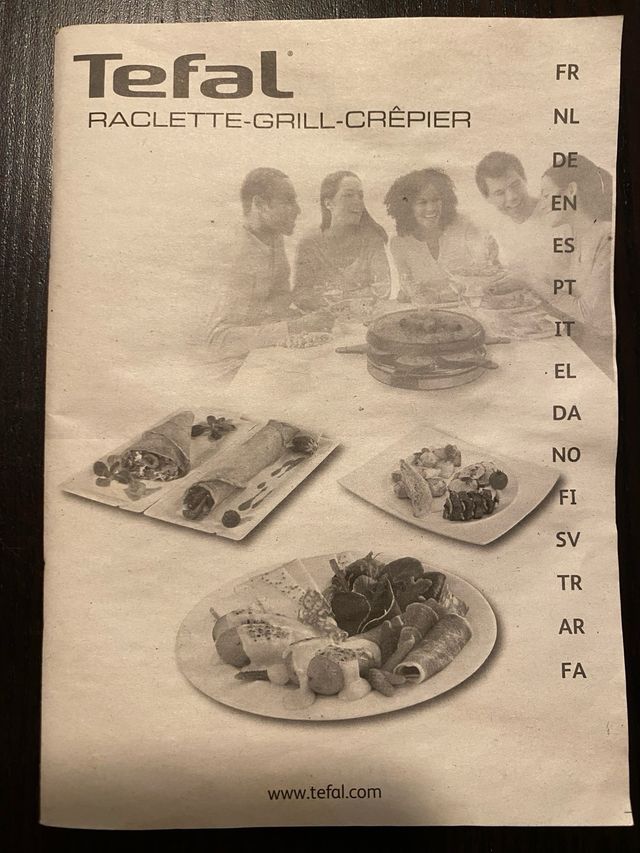 Tefal
RACLETTE-GRILL-CRÊPIER
FR
NL
DE
EN
ES
PT
IT
EL
DA
NO
FI
SV
TR
AR
FA
www.tefal.com